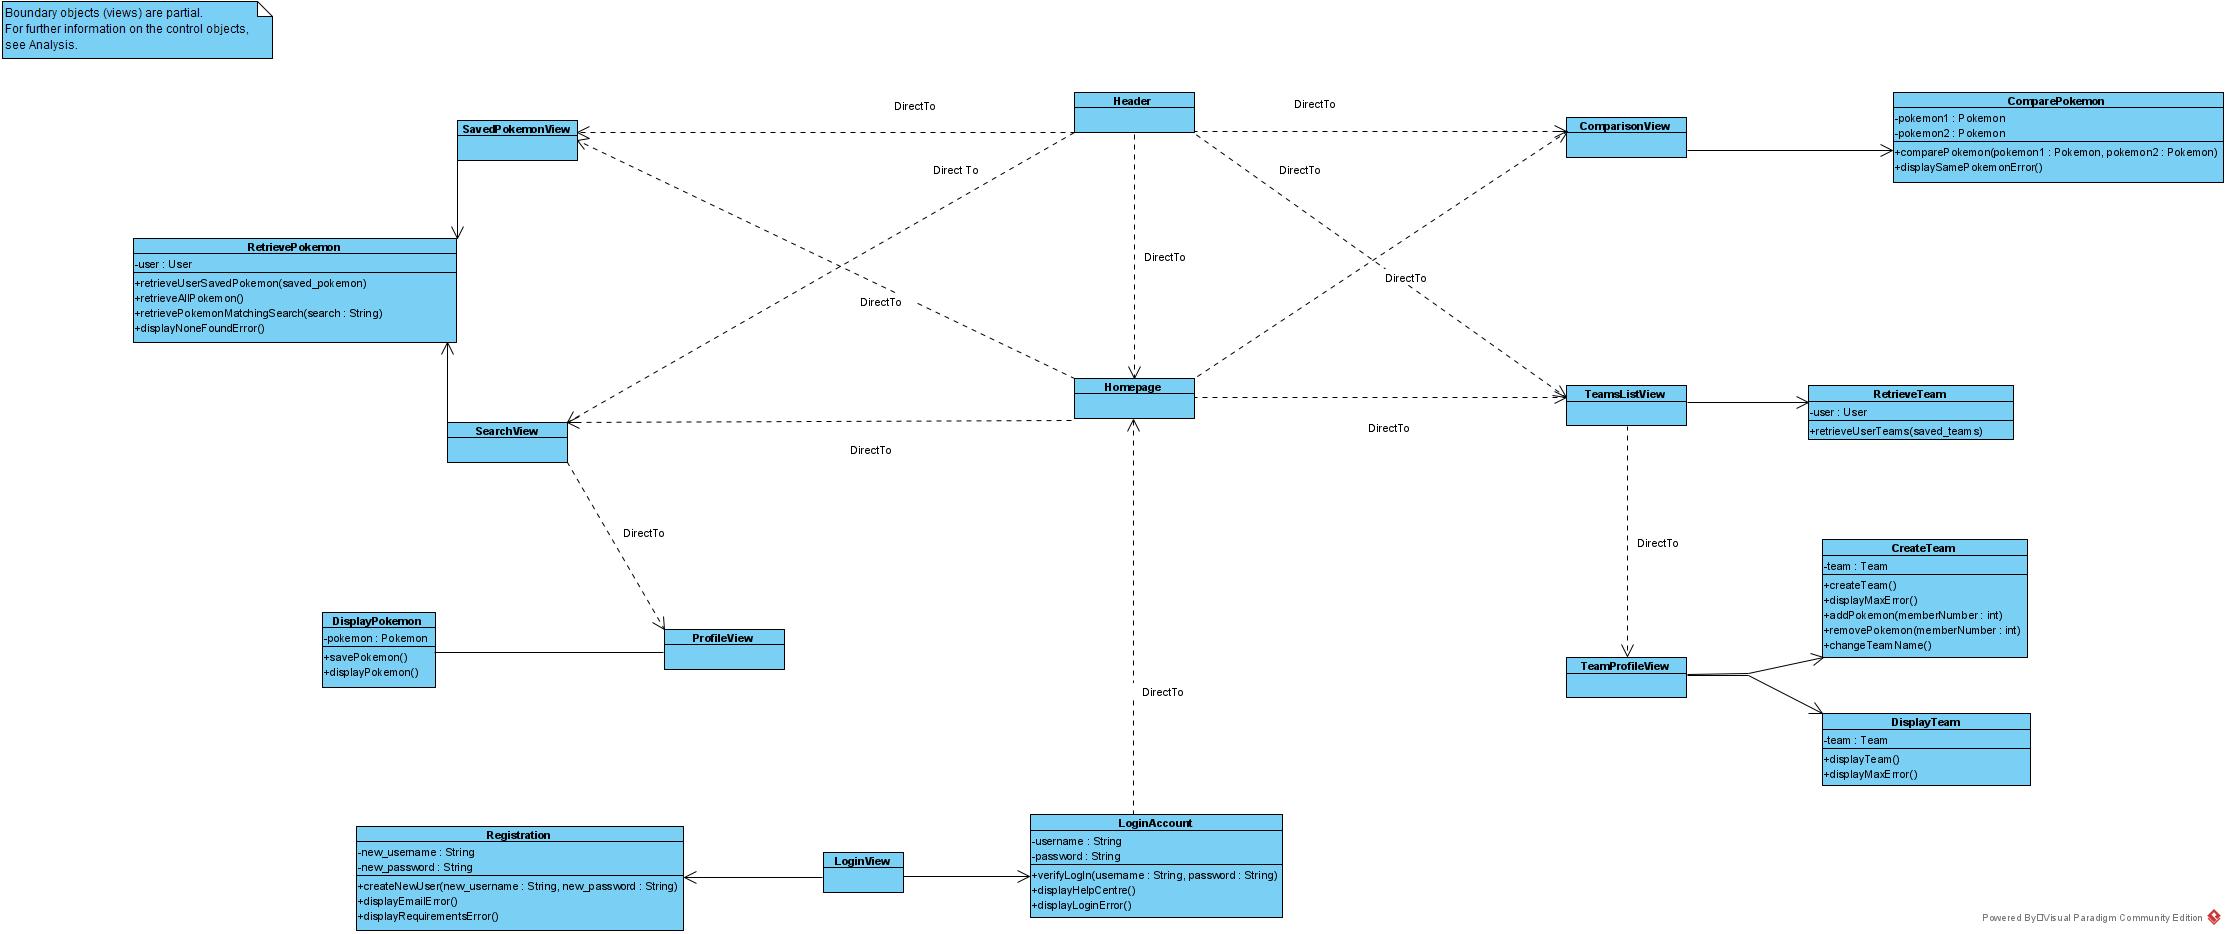 Boundary objects (views) are partial.
For further information on the control objects,
see Analysis.
Header
DirectTo
DirectTo
SavedPokemonView
ComparisonView
ComparePokemon
-pokemon1 : Pokemon
-pokemon2 : Pokemon
+comparePokemon(pokemon1 : Pokemon, pokemon2 : Pokemon)
+displaySamePokemonError()
Direct To
DirectTo
RetrievePokemon
-user : User
+retrieveUserSavedPokemon(saved_pokemon)
+retrieveAllPokemon()
+retrievePokemonMatchingSearch(search : String)
+displayNoneFoundError()
DirectTo
DirectTo
DirectTo
Homepage
TeamsListView
RetrieveTeam
-user : User
+retrieveUserTeams(saved_teams)
SearchView
DirectTo
DirectTo
DirectTo
DirectTo
CreateTeam
-team : Team
+createTeam()
+displayMaxError()
+addPokemon(memberNumber : int)
+removePokemon(memberNumber : int)
+changeTeamName()
DisplayPokemon
-pokemon : Pokemon
+savePokemon()
+displayPokemon()
ProfileView
TeamProfileView
DirectTo
DisplayTeam
-team : Team
+displayTeam()
+displayMaxError()
Registration
-new_username : String
-new_password : String
+createNewUser(new_username : String, new_password : String)
+displayEmailError()
+displayRequirementsError()
LoginView
LoginAccount
-username : String
-password : String
+verifyLogIn(username : String, password : String)
+displayHelpCentre()
+displayLoginError()
Powered By Visual Paradigm Community Edition